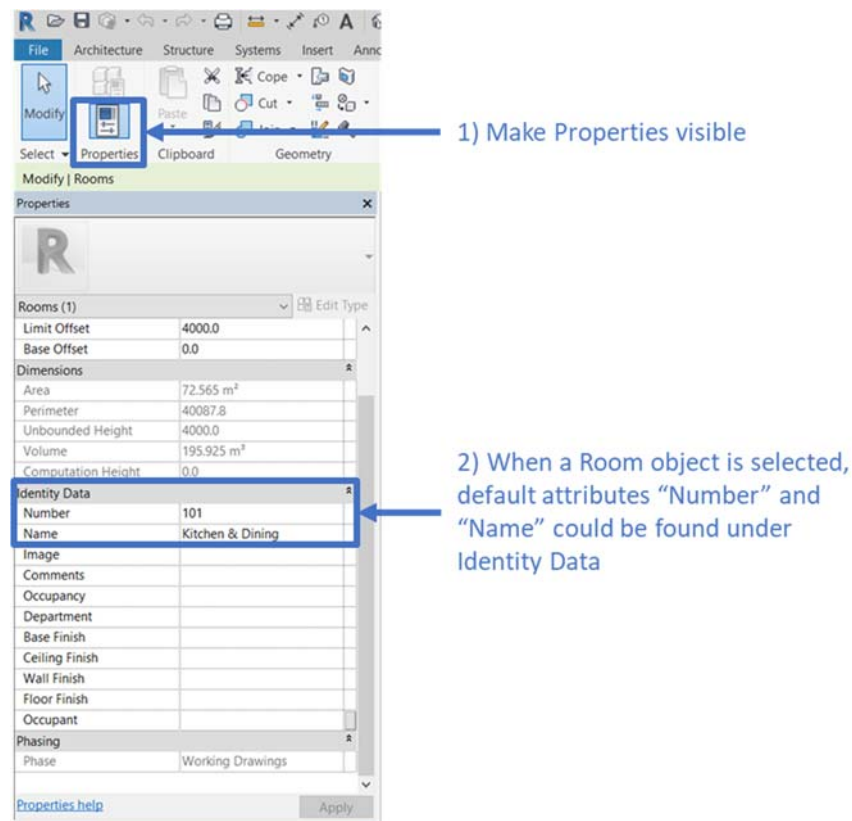 R A
File Architecture Structure Systems Insert Anno
Cope
Modify Paste Cut
Join
Select Properties Clipboard Geometry
1) Make Properties visible
Modify | Rooms
Properties
R
Rooms (1) Edit Type
Limit Offset 4000.0
Base Offset 0.0
Dimensions
Area 72.565 m²
Perimeter 40087.8
Unbounded Height 4000.0
Volume 195.925 m³
Computation Height 0.0
Identity Data
Number 101
Name Kitchen & Dining
2) When a Room object is selected,
default attributes “Number” and
“Name” could be found under
Identity Data
Image
Comments
Occupancy
Department
Base Finish
Ceiling Finish
Wall Finish
Floor Finish
Occupant
Phasing
Phase Working Drawings
Properties help Apply